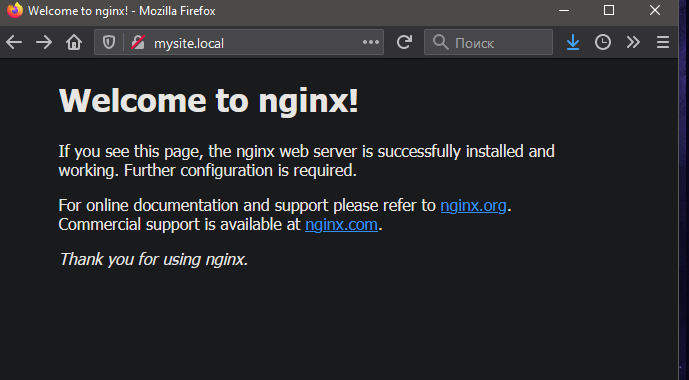 Welcome to nginx! - Mozilla Firefox
mysite.local
Поиск
Welcome to nginx!
If you see this page, the nginx web server is successfully installed and
working. Further configuration is required.
For online documentation and support please refer to nginx.org.
Commercial support is available at nginx.com.
Thank you for using nginx.